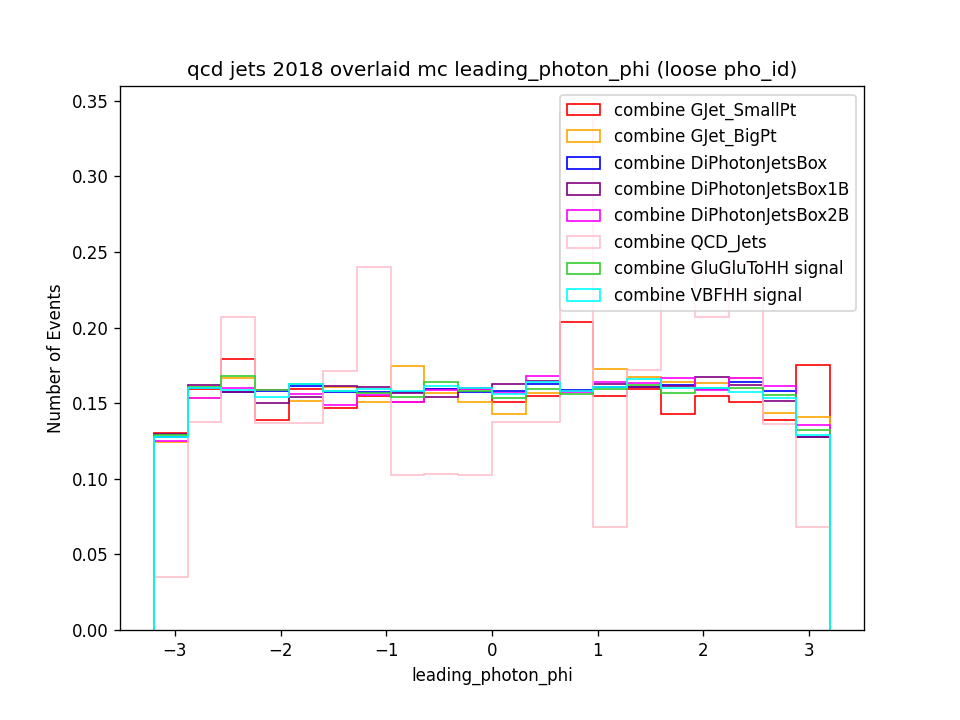 qcd jets 2018 overlaid mc leading_photon_phi (loose pho_id)
combine GJet_SmallPt
combine GJet_BigPt
combine DiPhotonJetsBox
combine DiPhotonJetsBox1B
combine DiPhotonJetsBox2B
combine QCD_Jets
combine GluGluToHH signal
combine VBFHH signal
Number of Events
0.35
0.30
0.25
0.20
0.15
0.10
0.05
0.00
−3 −2 −1 0 1 2 3
leading_photon_phi